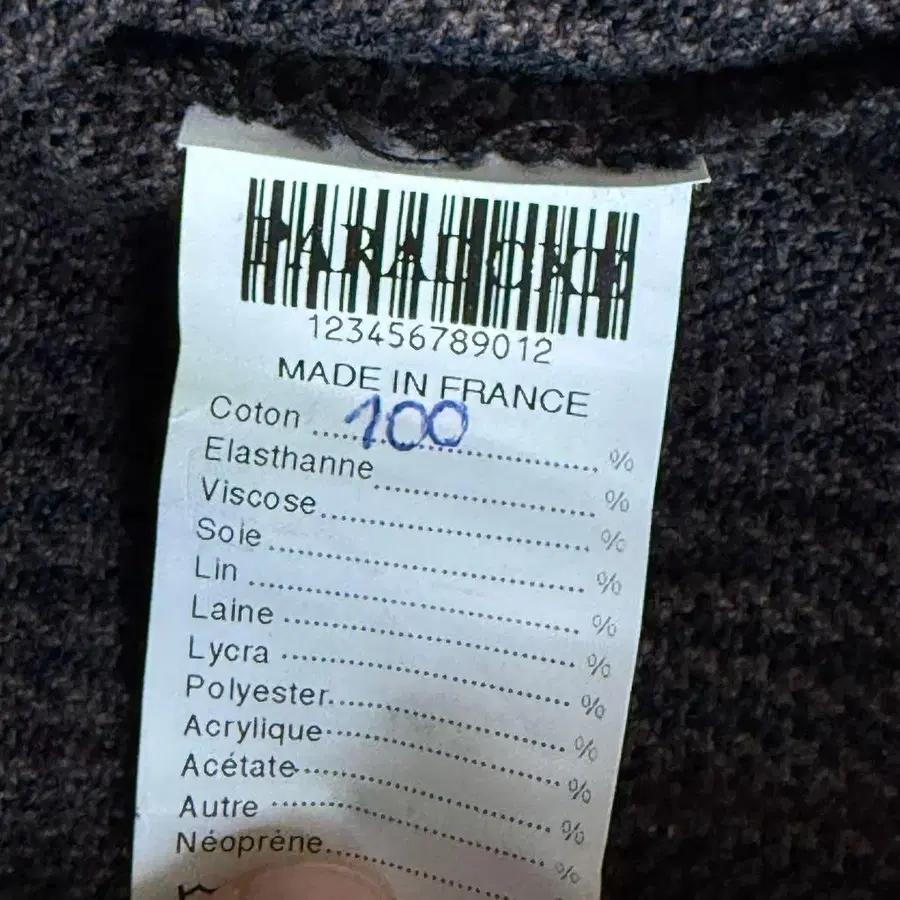 PARADOXE
123456789012
MADE IN FRANCE
Coton ........100........ %
Elasthanne........ %
Viscose........ %
Soie........ %
Lin ........ %
Laine ........ %
Lycra ........ %
Polyester........ %
Acrylique........ %
Acétate........ %
Autre ........ %
Néoprène........